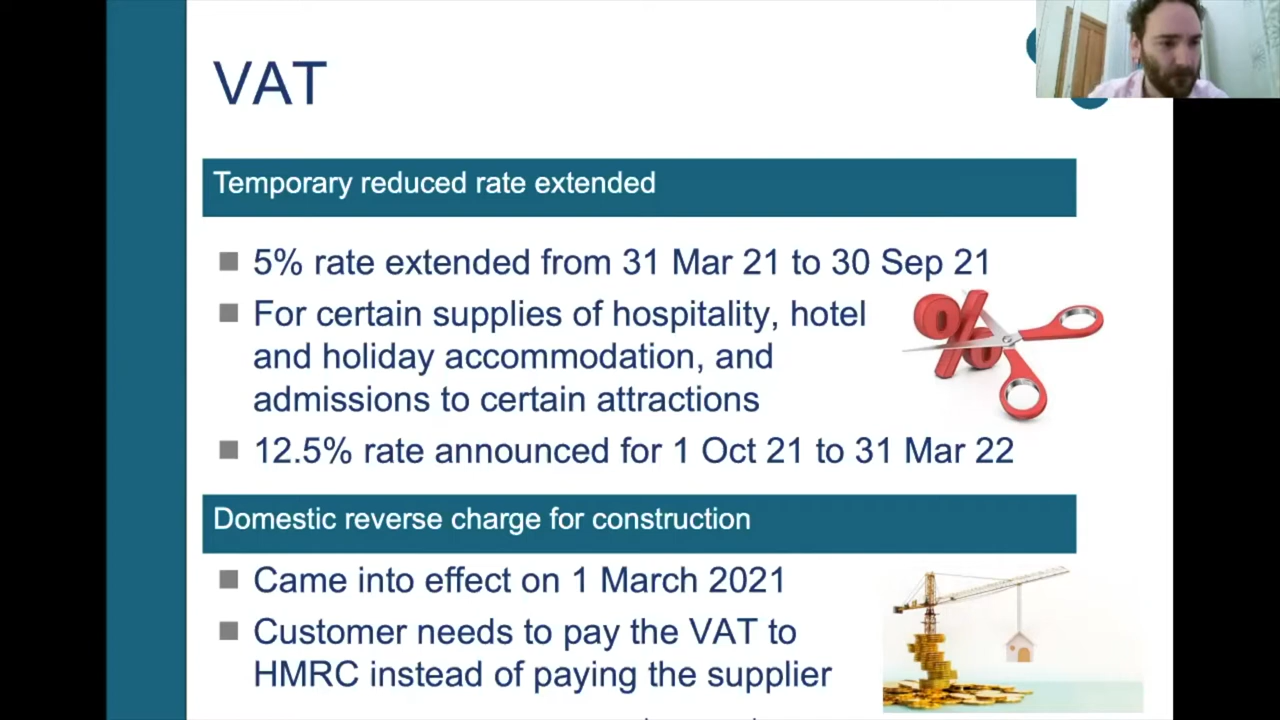 VAT
Temporary reduced rate extended
5% rate extended from 31 Mar 21 to 30 Sep 21
For certain supplies of hospitality, hotel
and holiday accommodation, and
admissions to certain attractions
12.5% rate announced for 1 Oct 21 to 31 Mar 22
Domestic reverse charge for construction
Came into effect on 1 March 2021
Customer needs to pay the VAT to
HMRC instead of paying the supplier